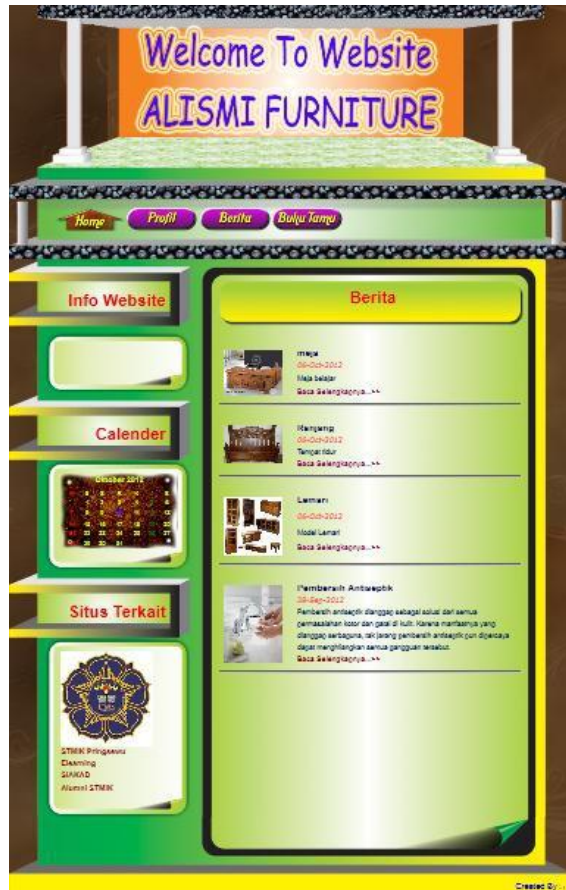 Welcome To Website
ALISMI FURNITURE
Home
Profil
Berita
Buku Tamu
Info Website
Calender
Oktober 2012
Situs Terkait
STMIK Pringsewu
Elearning
SIAKAD
Alumni STMIK
Berita
meja
06-Oct-2012
Meja belajar
Baca Selengkapnya...>>
Ranjang
06-Oct-2012
Tempat tidur
Baca Selengkapnya...>>
Lemari
06-Oct-2012
Model Lemari
Baca Selengkapnya...>>
Pembersih Antiseptik
29-Sep-2012
Pembersih antiseptik dianggap sebagai solusi dari semua
permasalahan kotor dan gatal di kulit. Karena manfaatnya yang
dianggap serbaguna, tak jarang pembersih antiseptik pun dipercaya
dapat menghilangkan semua gangguan tersebut.
Baca Selengkapnya...>>
Created By